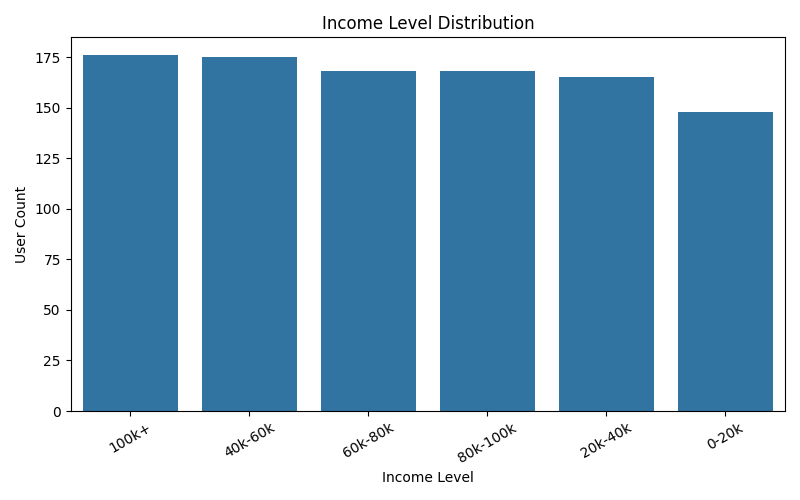 Income Level Distribution
User Count
175
150
125
100
75
50
25
0
100k+
40k-60k
60k-80k
80k-100k
20k-40k
0-20k
Income Level